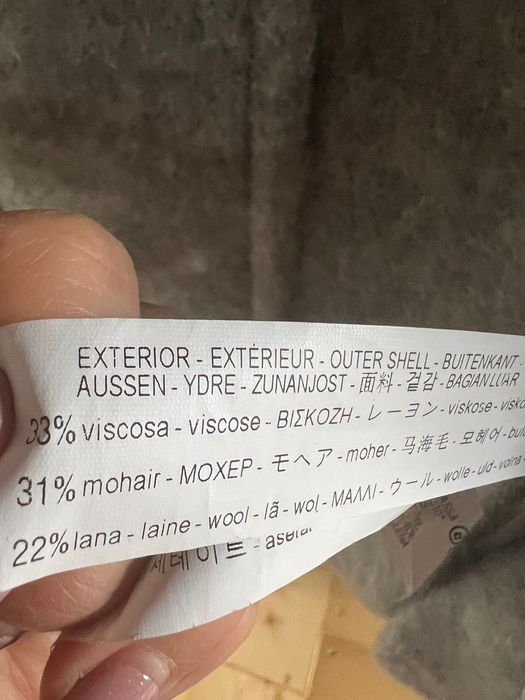 EXTERIOR - EXTÉRIEUR - OUTER SHELL - BUITENKANT -
AUSSEN - YDRE - ZUNANJOST - 面料 - 겉감 - BAGIAN LUAR
33% viscosa - viscose - ΒΙΣΚΟΖΗ - レーヨン - viskose -
31% mohair - ΜΟΧΕΡ - モヘア - moher - 马海毛 - 모헤어 -
22% lana - laine - wool - lã - wol - ΜΑΛΛΙ - ウール - wolle - uld - volna